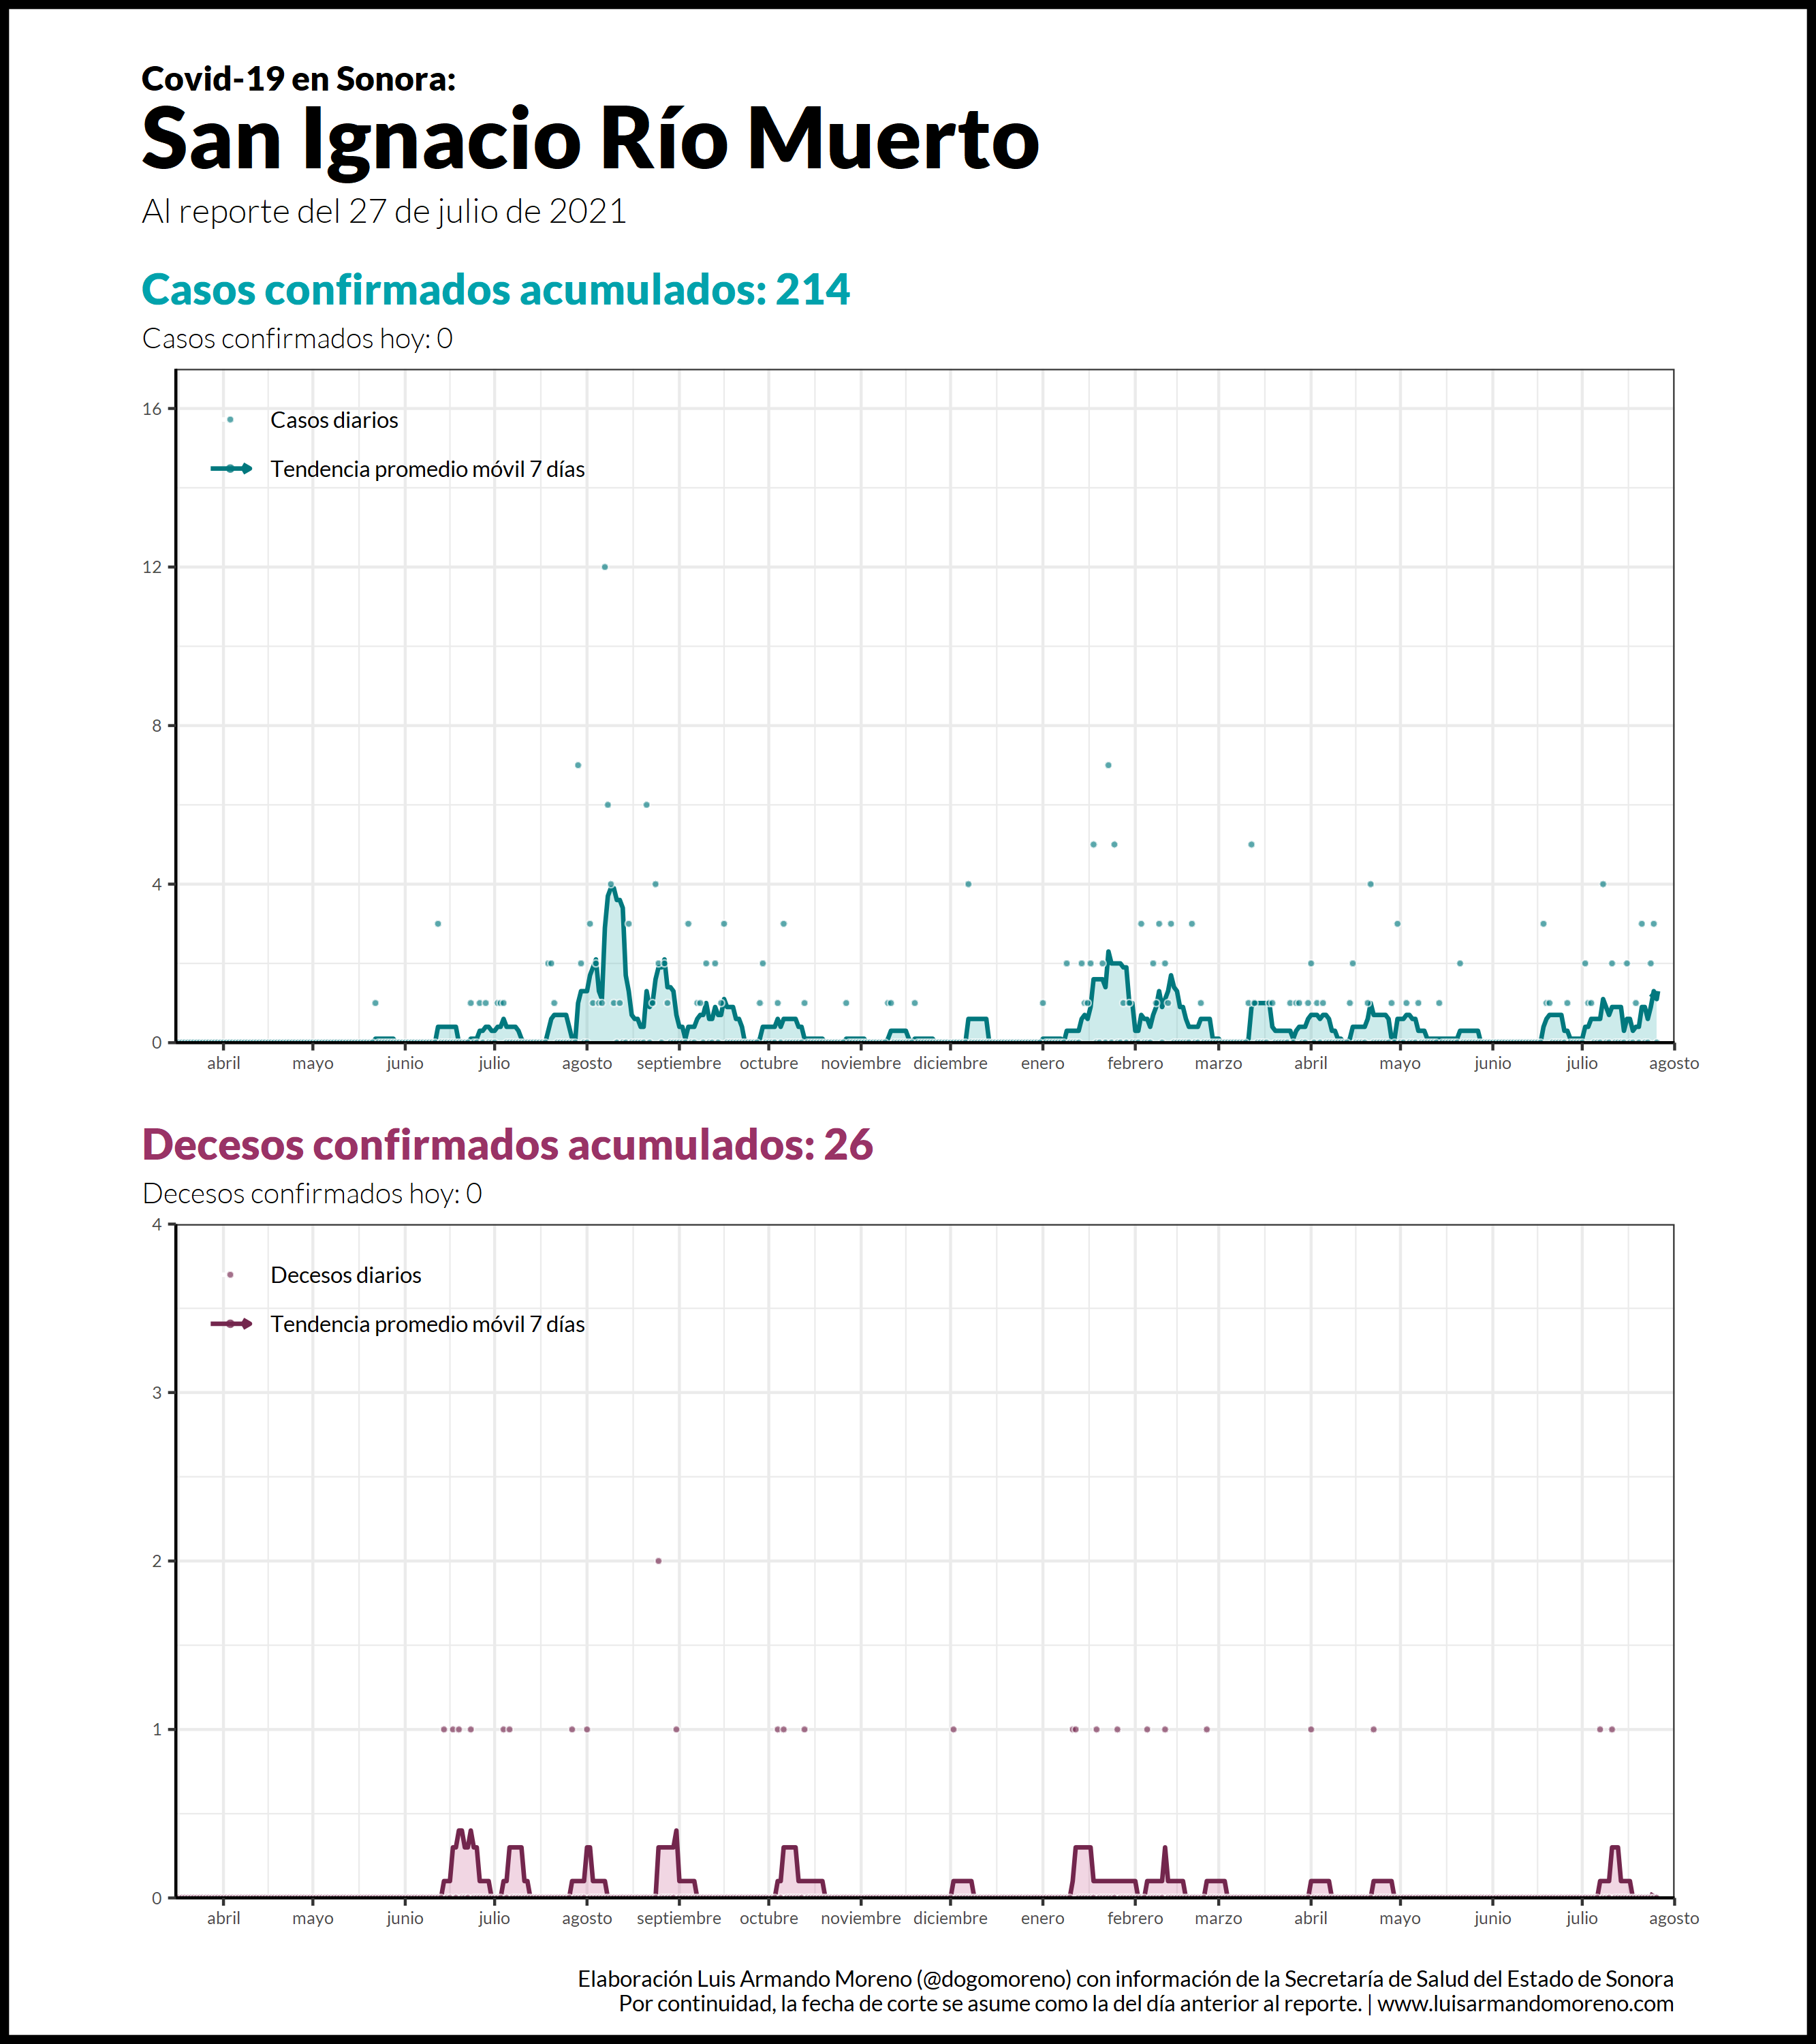 Covid-19 en Sonora:
San Ignacio Río Muerto
Al reporte del 27 de julio de 2021
Casos confirmados acumulados: 214
Casos confirmados hoy: 0
16
Casos diarios
Tendencia promedio móvil 7 días
12
8
4
0
abril mayo junio julio agosto septiembre octubre noviembre diciembre enero febrero marzo abril mayo junio julio agosto
Decesos confirmados acumulados: 26
Decesos confirmados hoy: 0
4
Decesos diarios
Tendencia promedio móvil 7 días
3
2
1
0
abril mayo junio julio agosto septiembre octubre noviembre diciembre enero febrero marzo abril mayo junio julio agosto
Elaboración Luis Armando Moreno (@dogomoreno) con información de la Secretaría de Salud del Estado de Sonora
Por continuidad, la fecha de corte se asume como la del día anterior al reporte. | www.luisarmandomoreno.com